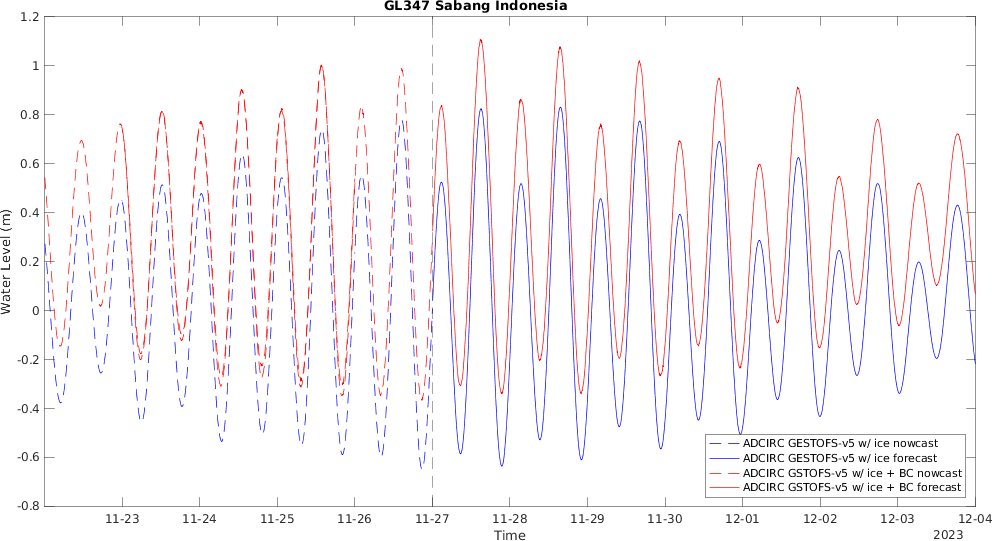 GL347 Sabang Indonesia
1.2
1
0.8
0.6
0.4
0.2
0
-0.2
-0.4
-0.6
-0.8
Water Level (m)
ADCIRC GESTOFS-v5 w/ ice nowcast
ADCIRC GESTOFS-v5 w/ ice forecast
ADCIRC GSTOFS-v5 w/ ice + BC nowcast
ADCIRC GSTOFS-v5 w/ ice + BC forecast
11-23 11-24 11-25 11-26 11-27 11-28 11-29 11-30 12-01 12-02 12-03 12-04
Time
2023